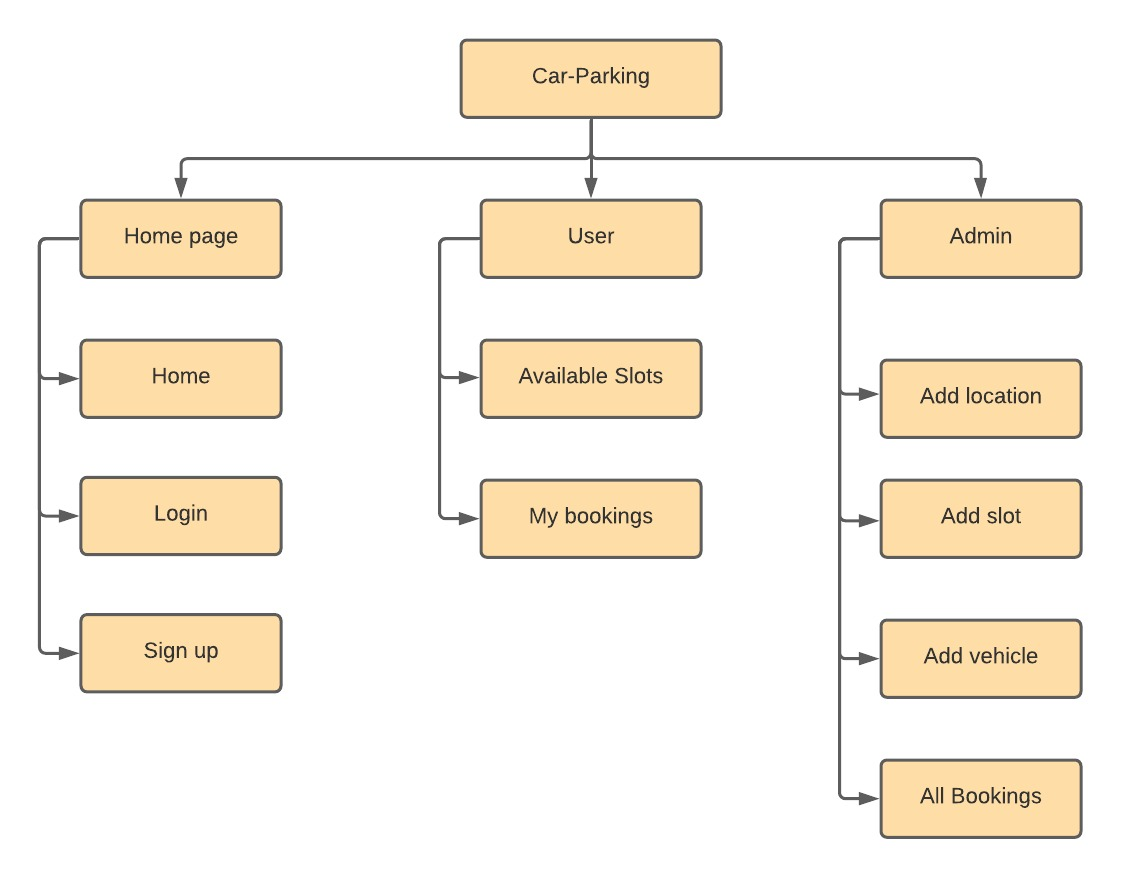 Car-Parking
Home page
User
Admin
Home
Available Slots
Add location
Login
My bookings
Add slot
Sign up
Add vehicle
All Bookings